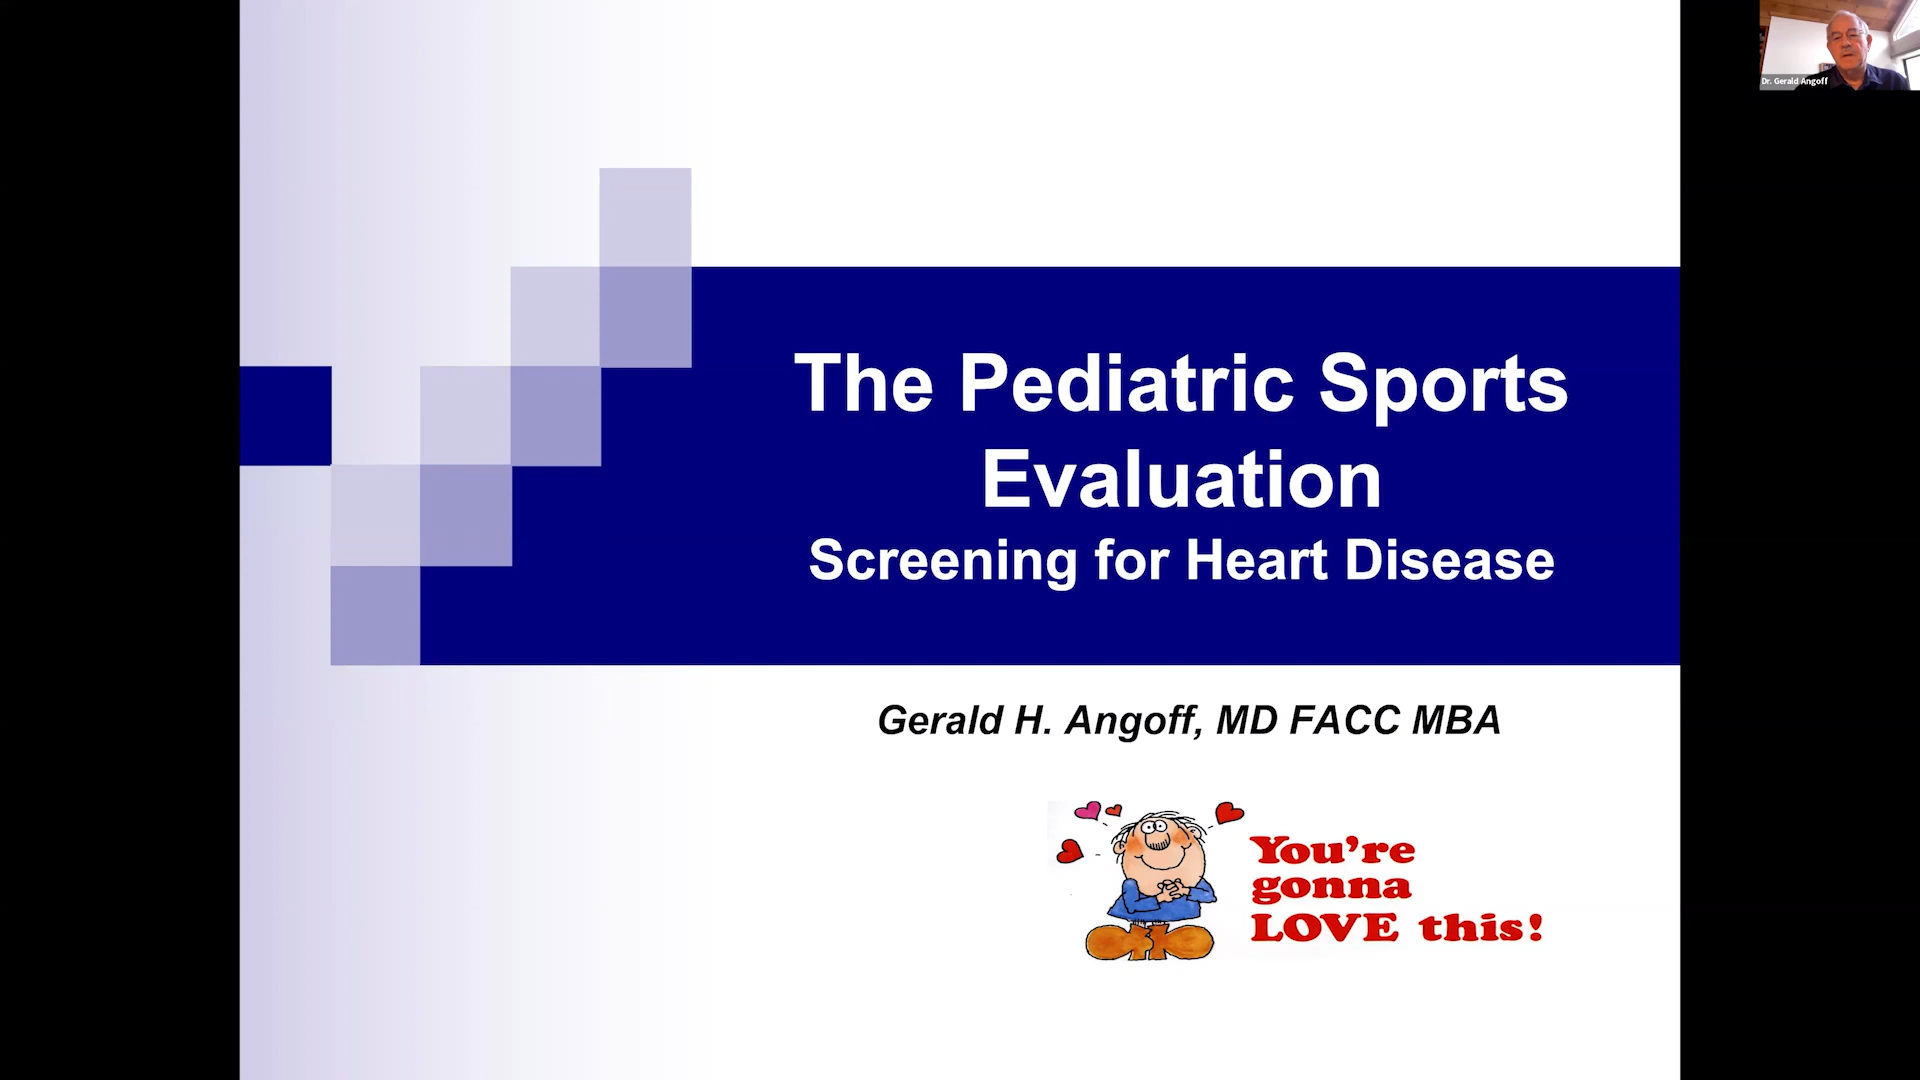 Dr. Gerald Angoff
The Pediatric Sports
Evaluation
Screening for Heart Disease
Gerald H. Angoff, MD FACC MBA
You're
gonna
LOVE this!